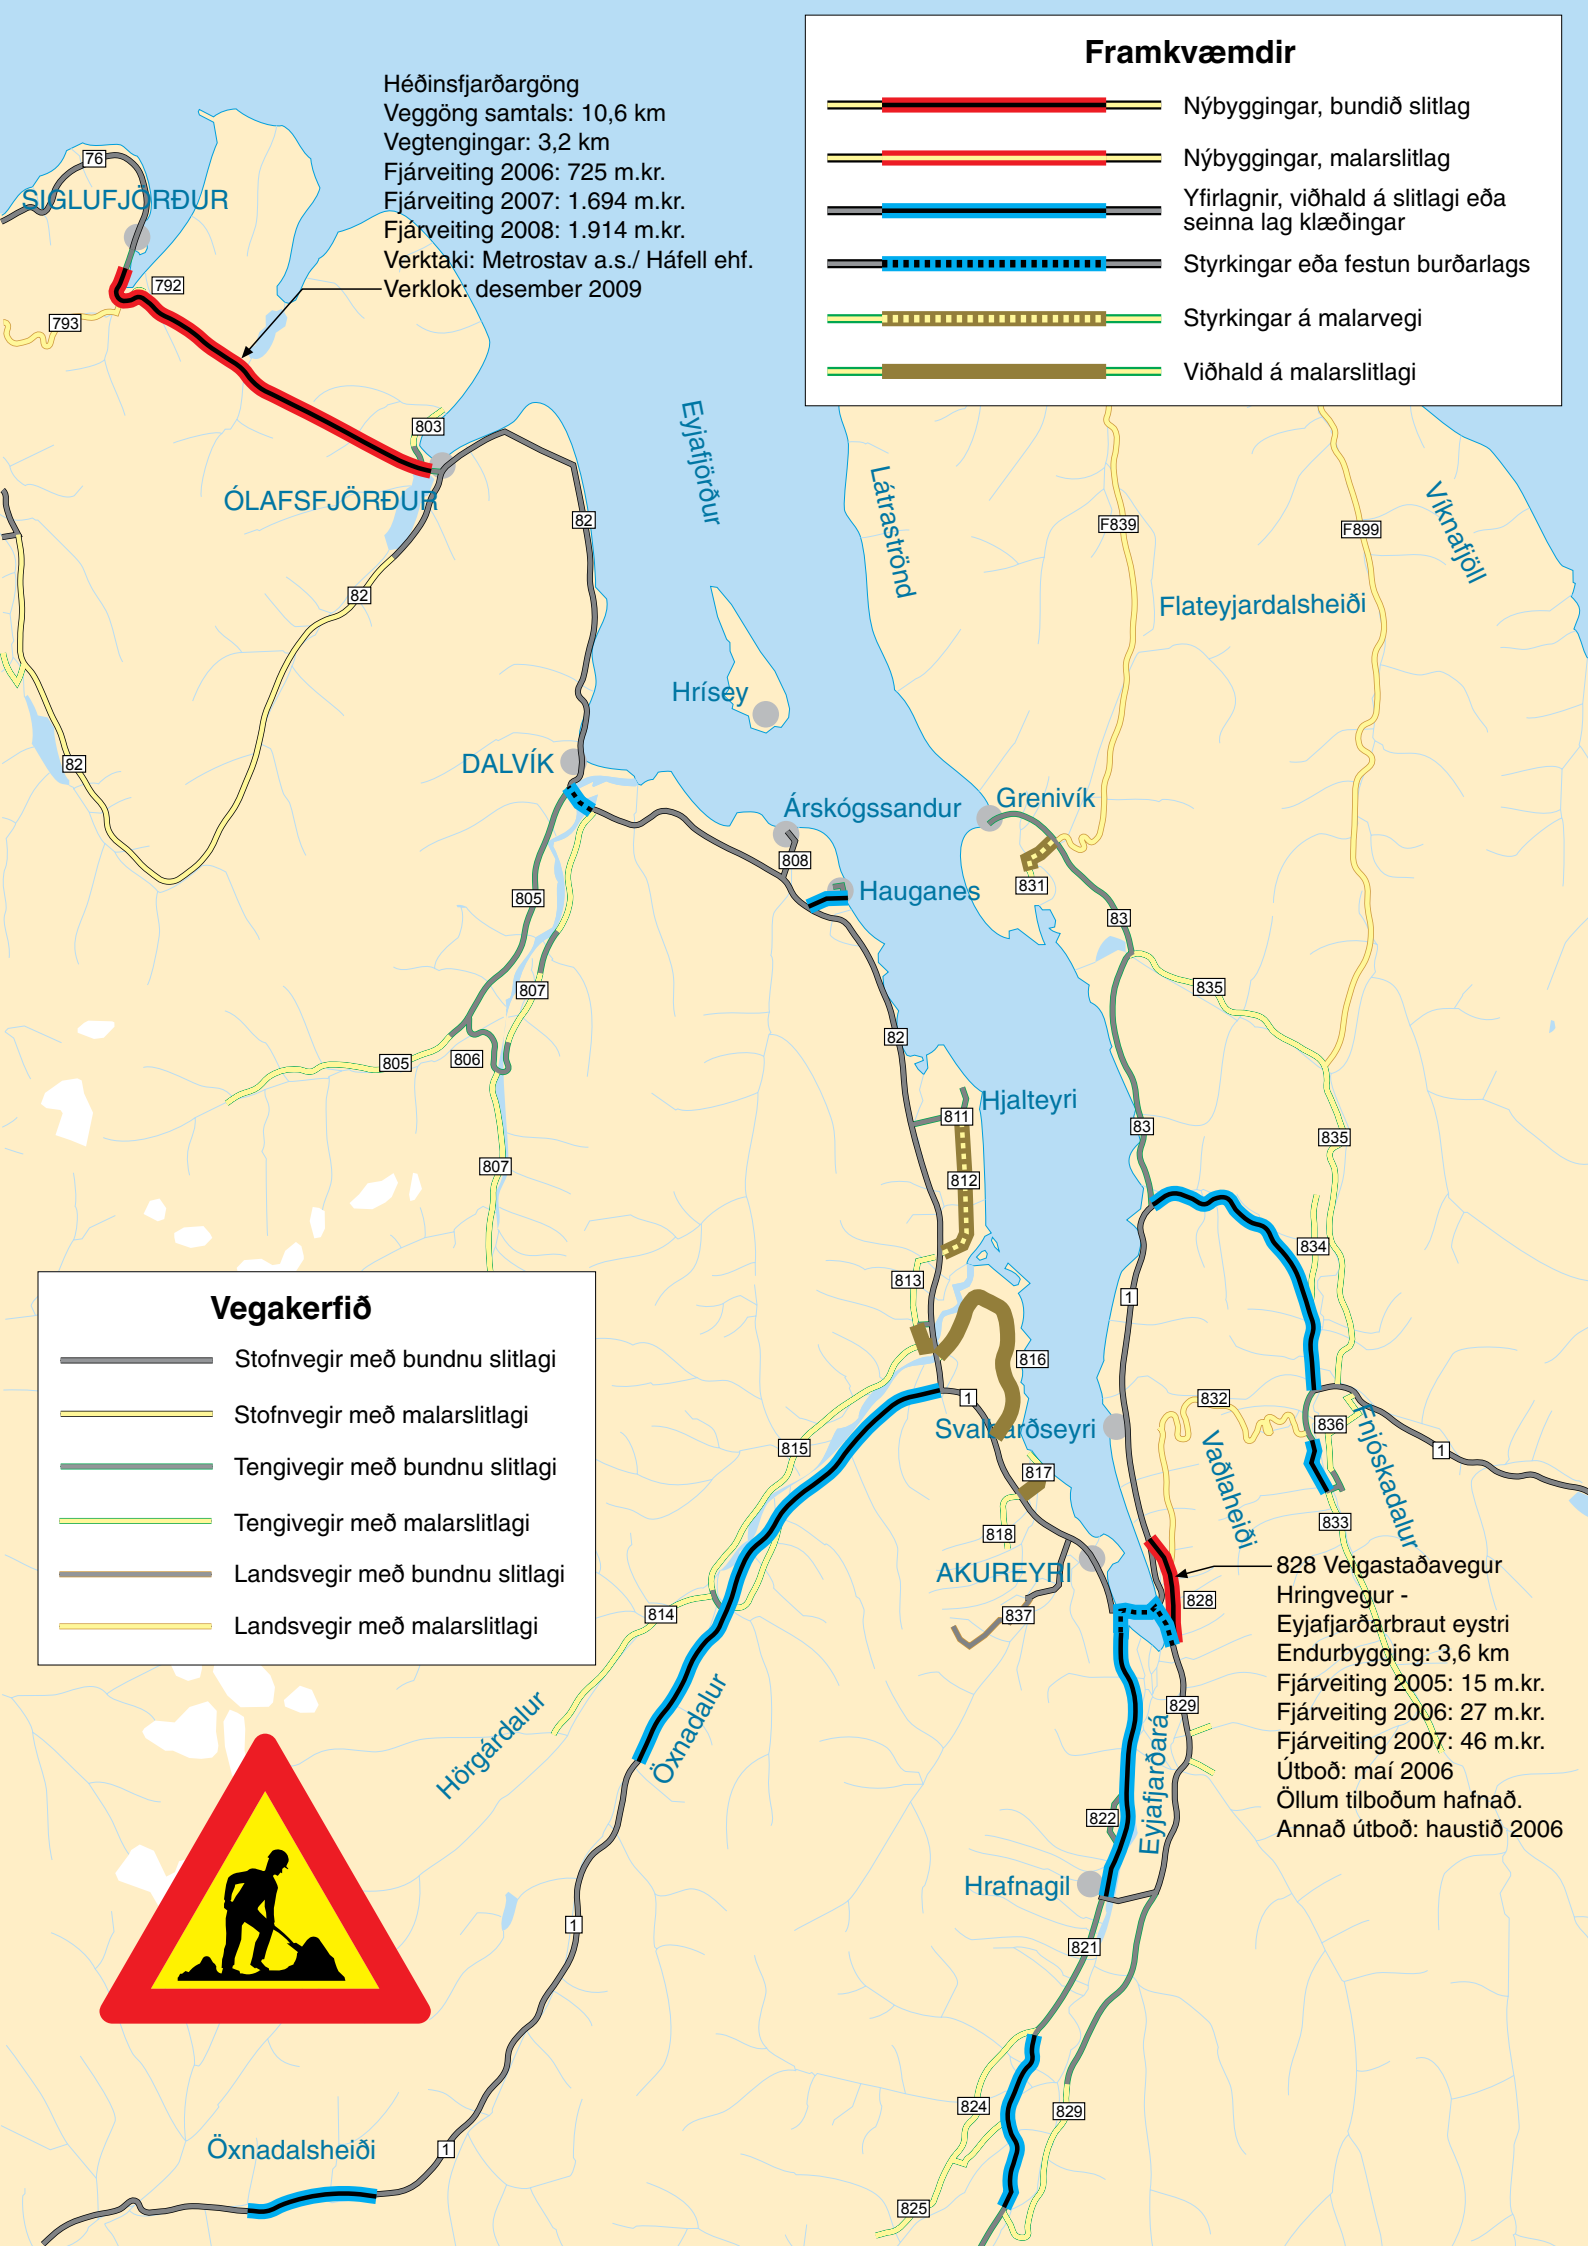 Framkvæmdir
Nýbyggingar, bundið slitlag
Nýbyggingar, malarslitlag
Yfirlagnir, viðhald á slitlagi eða
seinna lag klæðingar
Styrkingar eða festun burðarlags
Styrkingar á malarvegi
Viðhald á malarslitlagi
Héðinsfjarðargöng
Veggöng samtals: 10,6 km
Vegtengingar: 3,2 km
Fjárveiting 2006: 725 m.kr.
Fjárveiting 2007: 1.694 m.kr.
Fjárveiting 2008: 1.914 m.kr.
Verktaki: Metrostav a.s./ Háfell ehf.
Verklok: desember 2009
76
SIGLUFJÖRÐUR
792
793
803
ÓLAFSFJÖRÐUR
82
82
82
Eyjafjörður
Látraströnd
F839
F899
Víknafjöll
Flateyjardalsheiði
Hrísey
DALVÍK
Árskógssandur
Grenivík
808
831
Hauganes
805
83
807
835
82
805
806
Hjalteyri
811
83
835
807
812
834
813
1
816
1
832
836
Svalbarðseyri
815
1
Fnjóskadalur
Vaðlaheiði
817
818
833
AKUREYRI
837
814
828
829
822
Eyjafjarðará
Hörgárdalur
Öxnadalur
Hrafnagil
1
821
824
829
1
Öxnadalsheiði
825
Vegakerfið
Stofnvegir með bundnu slitlagi
Stofnvegir með malarslitlagi
Tengivegir með bundnu slitlagi
Tengivegir með malarslitlagi
Landsvegir með bundnu slitlagi
Landsvegir með malarslitlagi
828 Veigastaðavegur
Hringvegur -
Eyjafjarðarbraut eystri
Endurbygging: 3,6 km
Fjárveiting 2005: 15 m.kr.
Fjárveiting 2006: 27 m.kr.
Fjárveiting 2007: 46 m.kr.
Útboð: maí 2006
Öllum tilboðum hafnað.
Annað útboð: haustið 2006